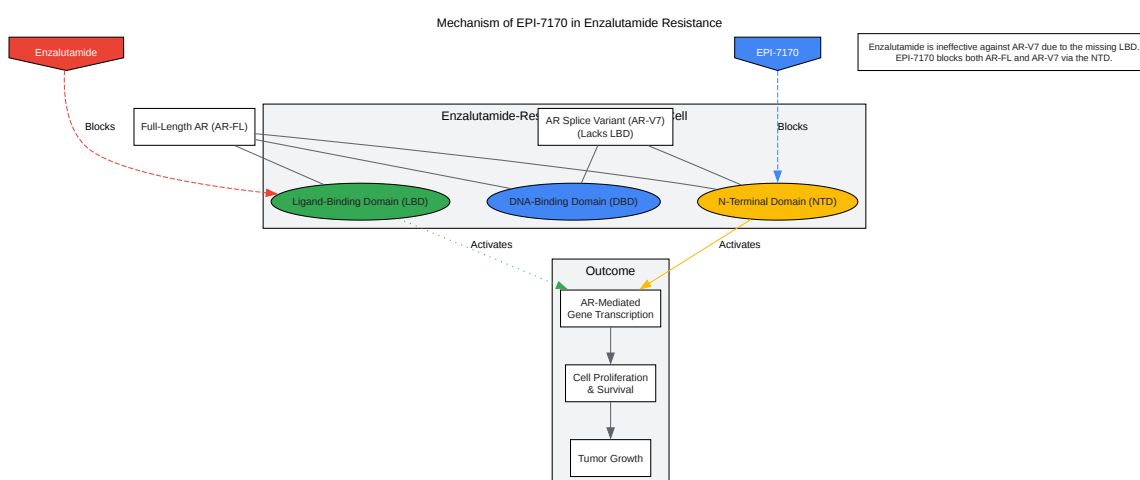 Mechanism of EPI-7170 in Enzalutamide Resistance
Enzalutamide
EPI-7170
Enzalutamide is ineffective against AR-V7 due to the missing LBD.
EPI-7170 blocks both AR-FL and AR-V7 via the NTD.
Blocks
Full-Length AR (AR-FL)
Enzalutamide-Res
ell
AR Splice Variant (AR-V7)
(Lacks LBD)
Blocks
Ligand-Binding Domain (LBD)
DNA-Binding Domain (DBD)
N-Terminal Domain (NTD)
Activates
Activates
Outcome
AR-Mediated
Gene Transcription
Cell Proliferation
& Survival
Tumor Growth